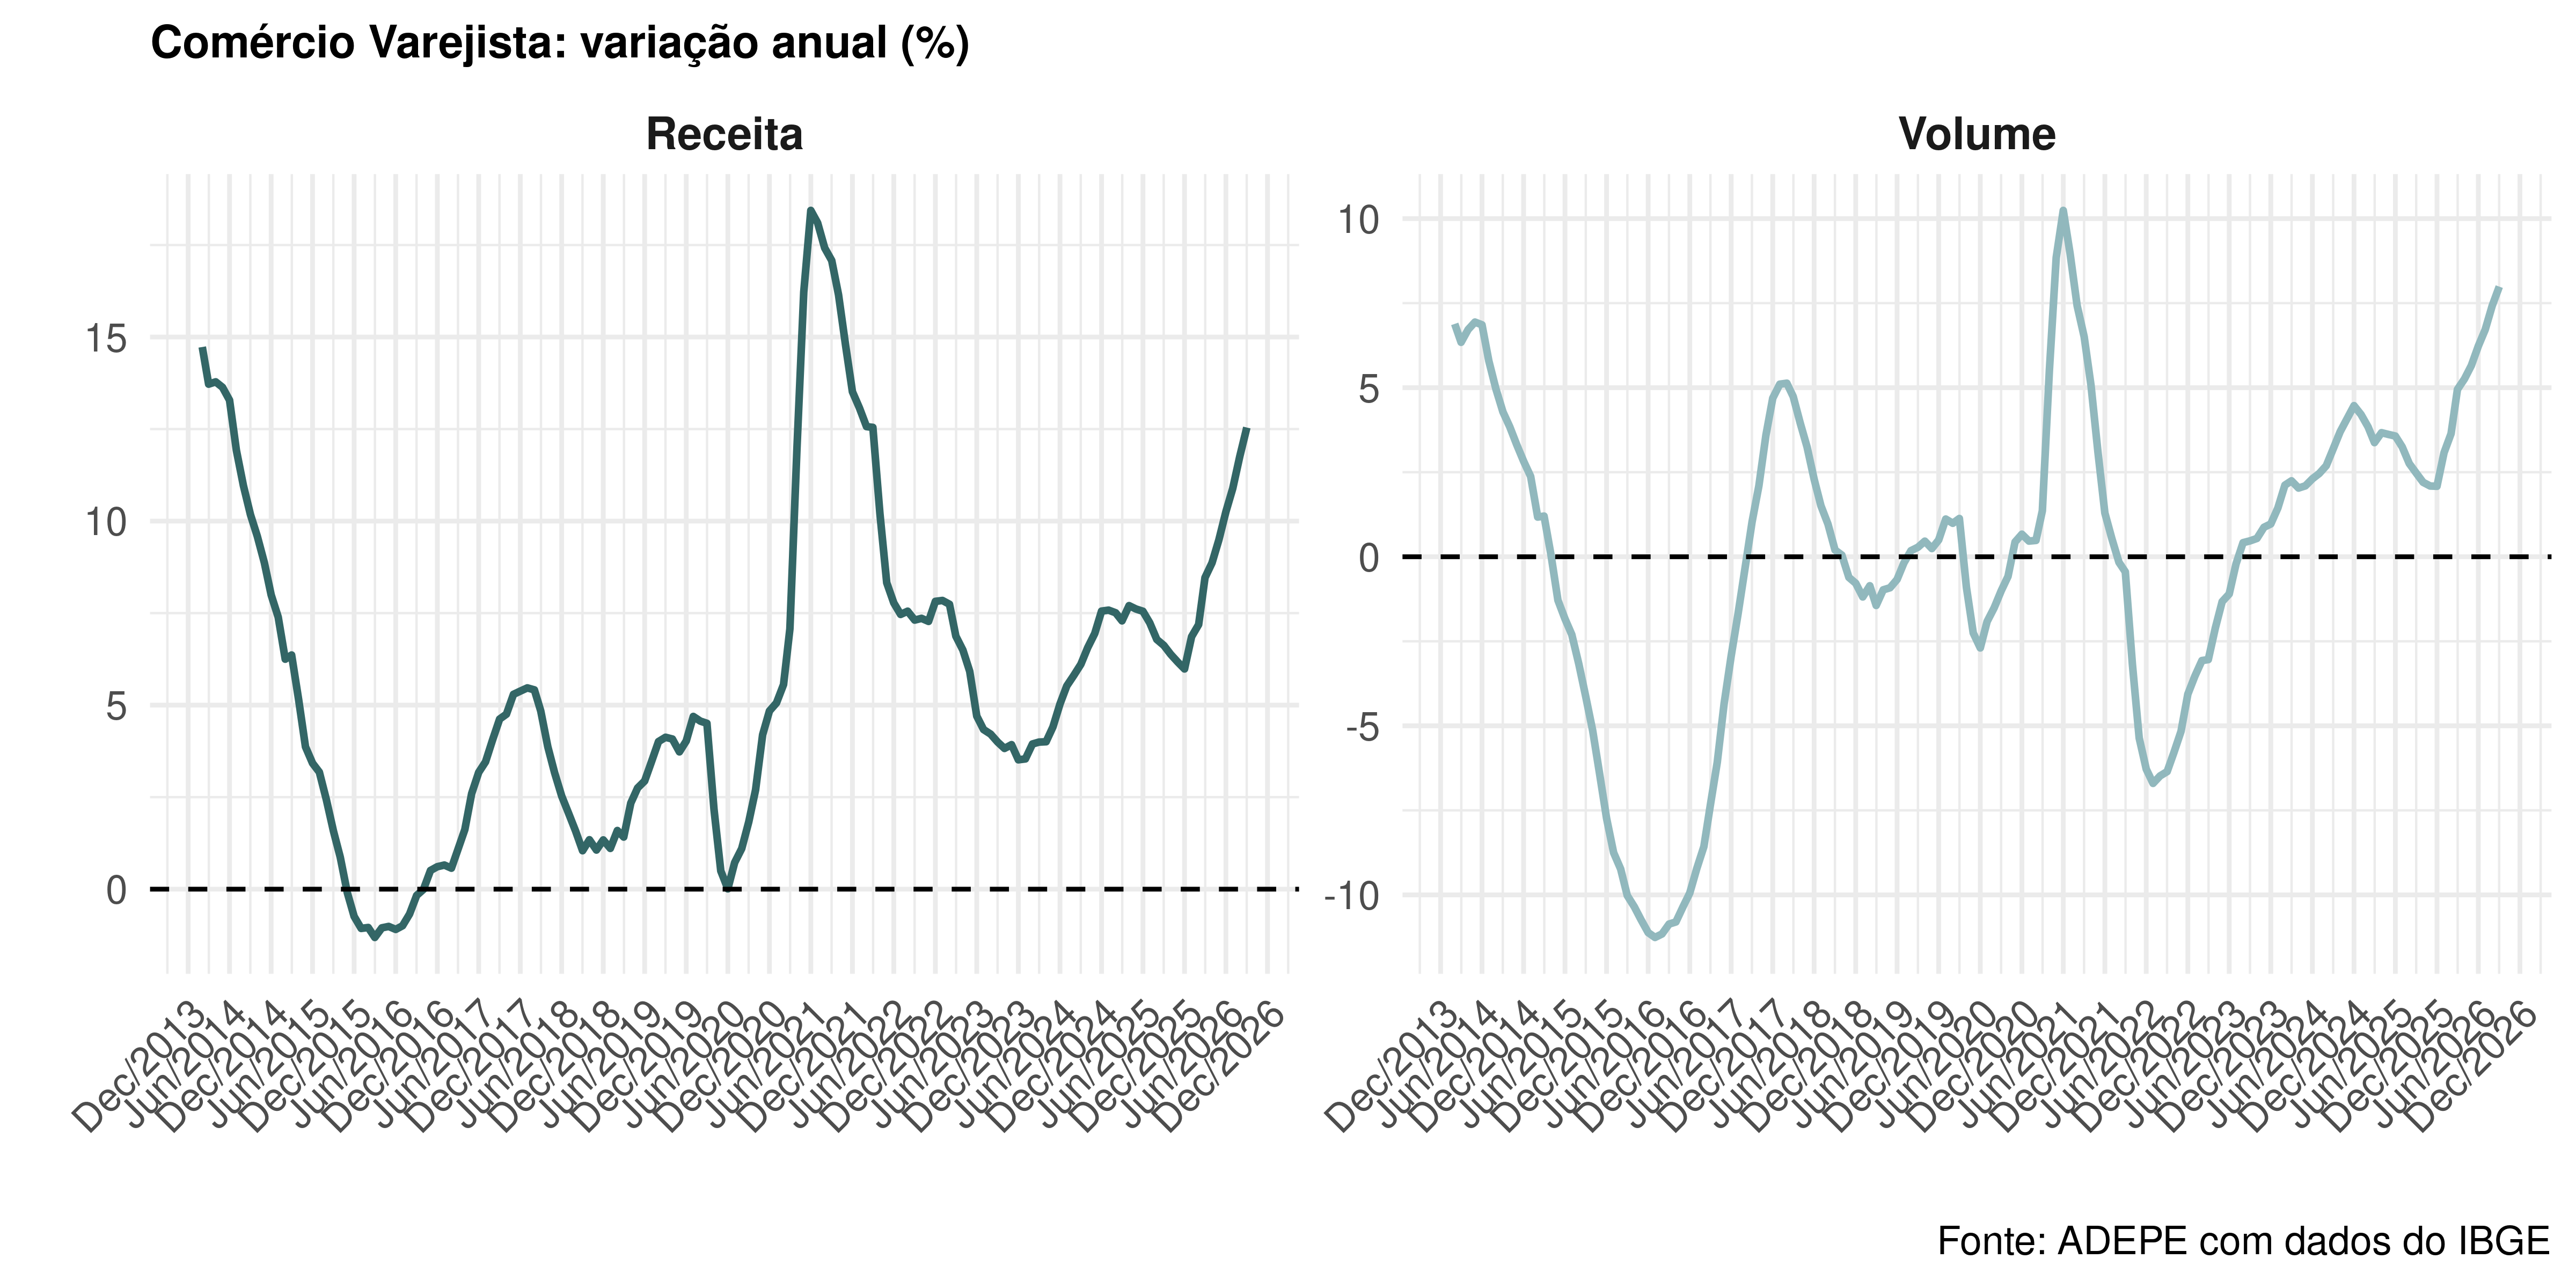 Comércio Varejista: variação anual (%)
Receita
15
10
5
0
Dec/2013
Jun/2014
Dec/2014
Jun/2015
Dec/2015
Jun/2016
Dec/2016
Jun/2017
Dec/2017
Jun/2018
Dec/2018
Jun/2019
Dec/2019
Jun/2020
Dec/2020
Jun/2021
Dec/2021
Jun/2022
Dec/2022
Jun/2023
Dec/2023
Jun/2024
Dec/2024
Jun/2025
Dec/2025
Jun/2026
Dec/2026
Volume
10
5
0
-5
-10
Dec/2013
Jun/2014
Dec/2014
Jun/2015
Dec/2015
Jun/2016
Dec/2016
Jun/2017
Dec/2017
Jun/2018
Dec/2018
Jun/2019
Dec/2019
Jun/2020
Dec/2020
Jun/2021
Dec/2021
Jun/2022
Dec/2022
Jun/2023
Dec/2023
Jun/2024
Dec/2024
Jun/2025
Dec/2025
Jun/2026
Dec/2026
Fonte: ADEPE com dados do IBGE